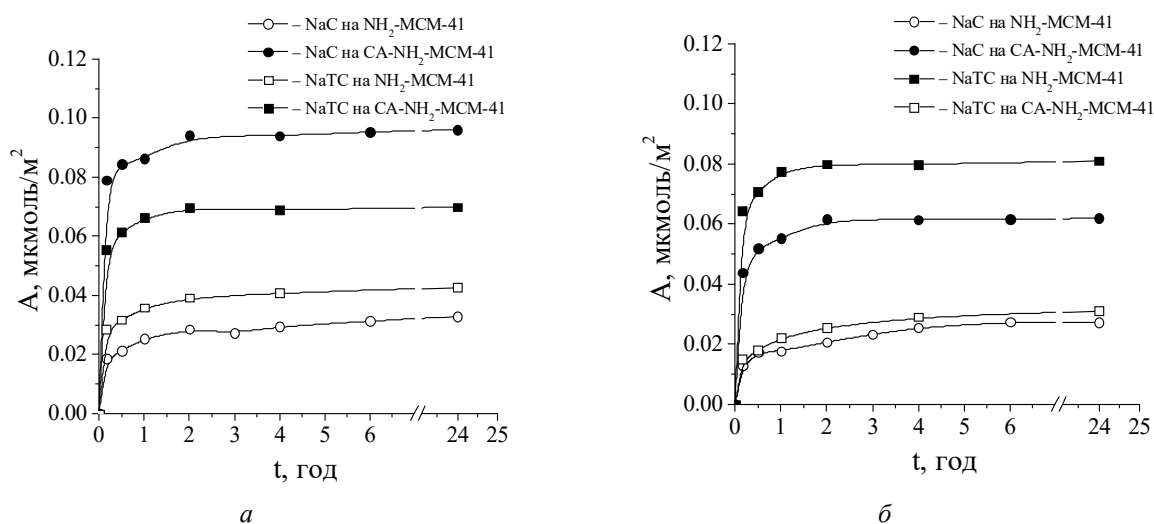 – NaC на NH2-MCM-41
– NaC на CA-NH2-MCM-41
– NaTC на NH2-MCM-41
– NaTC на CA-NH2-MCM-41
0.12
0.10
0.08
0.06
0.04
0.02
0.00
A, мкмоль/м2
0 1 2 3 4 6 24 25
t, год
а
– NaC на NH2-MCM-41
– NaC на CA-NH2-MCM-41
– NaTC на NH2-MCM-41
– NaTC на CA-NH2-MCM-41
0.12
0.10
0.08
0.06
0.04
0.02
0.00
A, мкмоль/м2
0 1 2 3 4 5 6 24 25
t, год
б